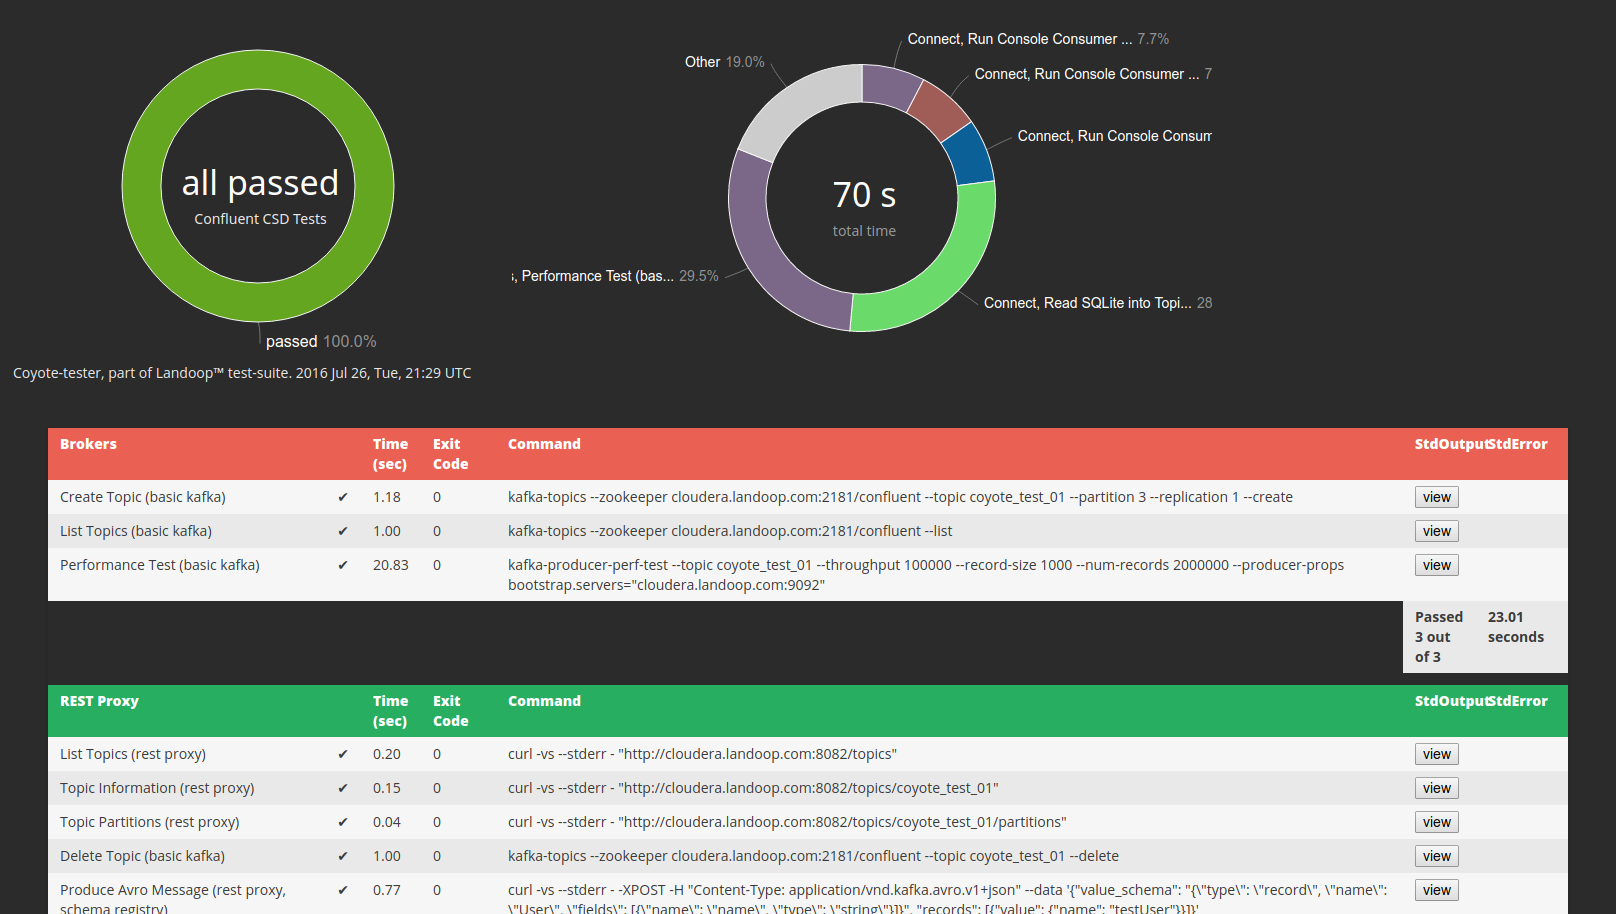 all passed
Confluent CSD Tests
passed 100.0%
Coyote-tester, part of Landoop™ test-suite. 2016 Jul 26, Tue, 21:29 UTC
Connect, Run Console Consumer ... 7.7%
Other 19.0%
Connect, Run Console Consumer ... 7
Connect, Run Console Consum
70 s
total time
, Performance Test (bas... 29.5%
Connect, Read SQLite into Topi... 28
Brokers Time (sec) Exit Code Command StdOutput StdError
Create Topic (basic kafka) ✔ 1.18 0 kafka-topics --zookeeper cloudera.landoop.com:2181/confluent --topic coyote_test_01 --partition 3 --replication 1 --create view
List Topics (basic kafka) ✔ 1.00 0 kafka-topics --zookeeper cloudera.landoop.com:2181/confluent --list view
Performance Test (basic kafka) ✔ 20.83 0 kafka-producer-perf-test --topic coyote_test_01 --throughput 100000 --record-size 1000 --num-records 2000000 --producer-props view
bootstrap.servers="cloudera.landoop.com:9092"
Passed 23.01
3 out seconds
of 3
REST Proxy Time (sec) Exit Code Command StdOutput StdError
List Topics (rest proxy) ✔ 0.20 0 curl -vs --stderr - "http://cloudera.landoop.com:8082/topics" view
Topic Information (rest proxy) ✔ 0.15 0 curl -vs --stderr - "http://cloudera.landoop.com:8082/topics/coyote_test_01" view
Topic Partitions (rest proxy) ✔ 0.04 0 curl -vs --stderr - "http://cloudera.landoop.com:8082/topics/coyote_test_01/partitions" view
Delete Topic (basic kafka) ✔ 1.00 0 kafka-topics --zookeeper cloudera.landoop.com:2181/confluent --topic coyote_test_01 --delete view
Produce Avro Message (rest proxy, ✔ 0.77 0 curl -vs --stderr - -XPOST -H "Content-Type: application/vnd.kafka.avro.v1+json" --data '{"value_schema": "{\"type\": \"record\", \"name\": view
schema registry) \"User\", \"fields\": [{\"name\": \"name\", \"type\": \"string\"}]}", "records": [{"value": {"name": "testUser"}}]}'